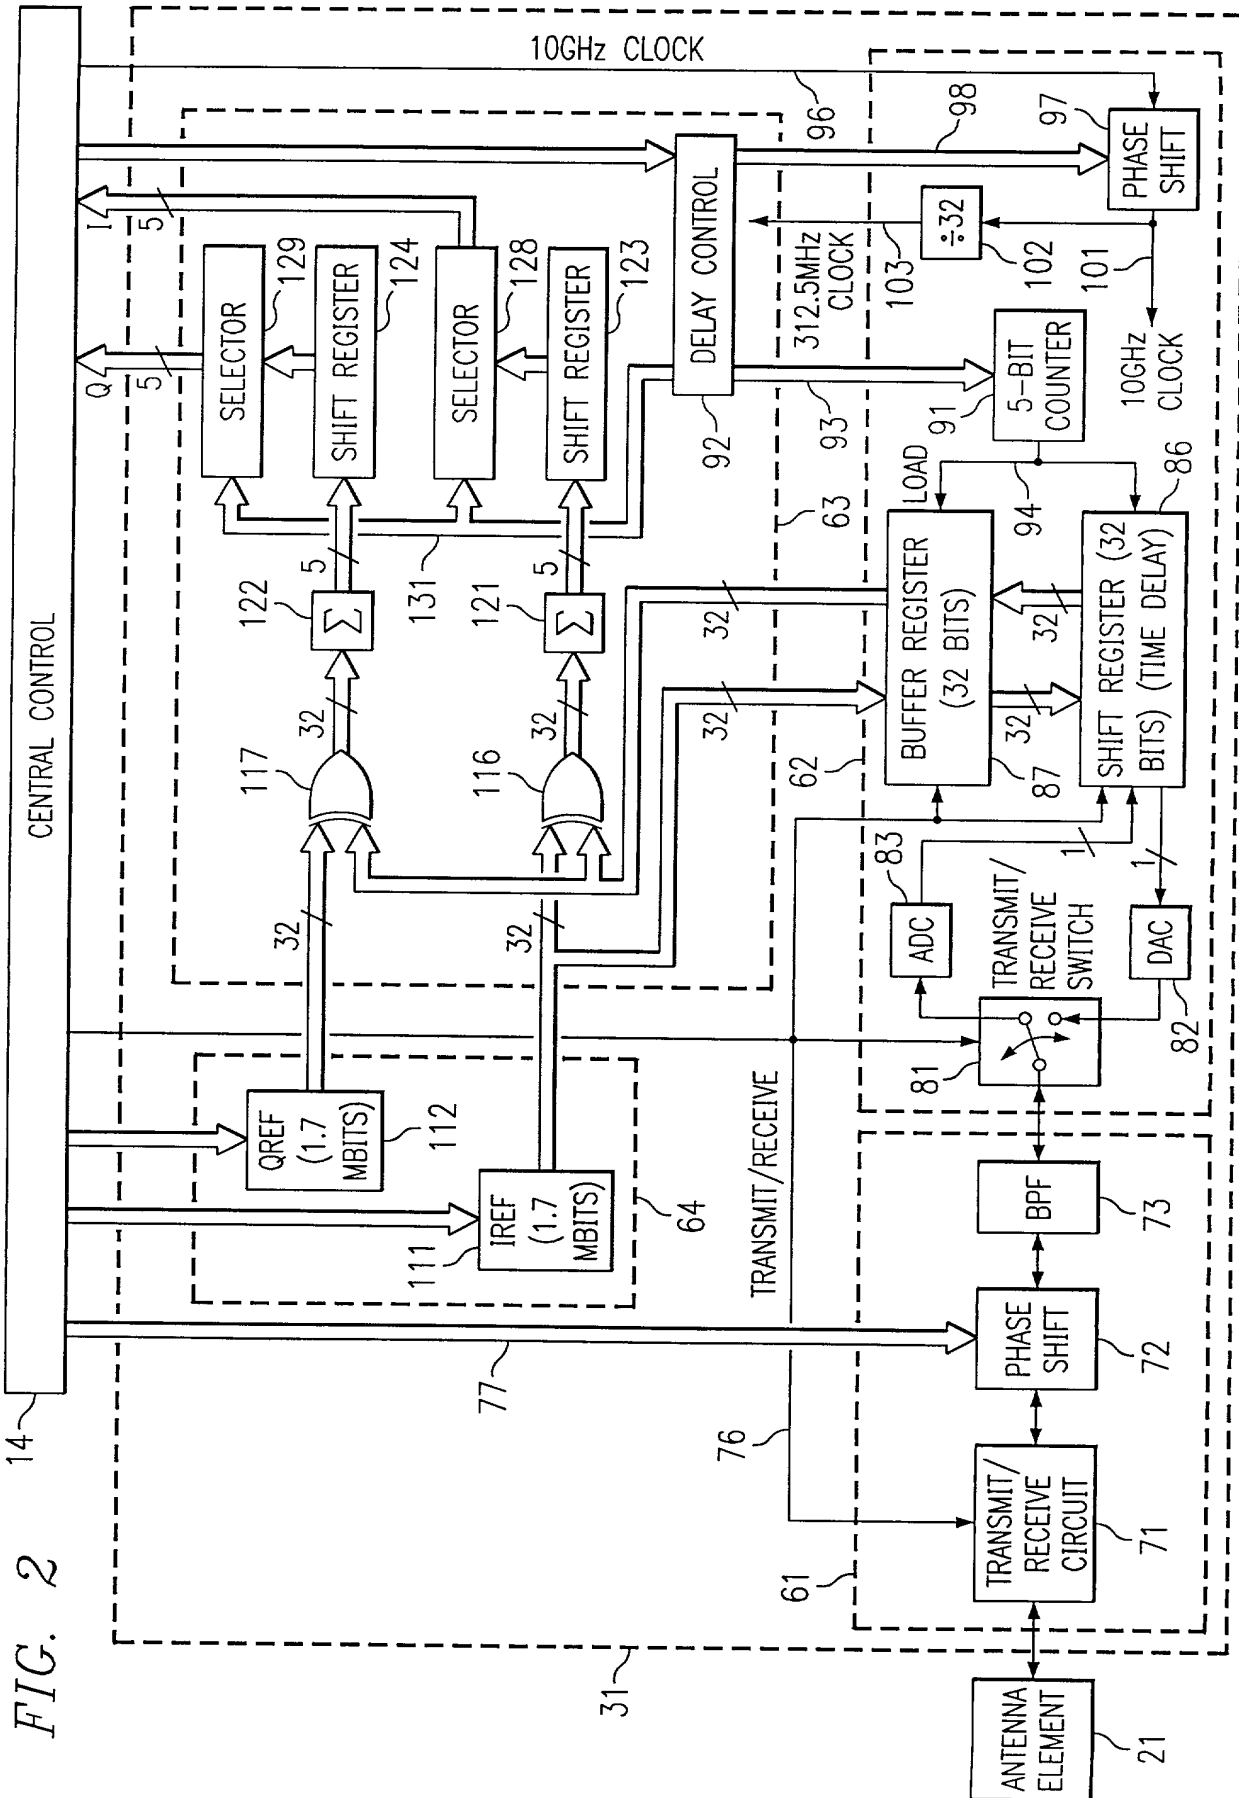 FIG. 2
14
CENTRAL CONTROL
10GHz CLOCK
96
Q
5
I
5
SELECTOR
129
SHIFT REGISTER
124
SELECTOR
128
SHIFT REGISTER
123
122
Σ
5
131
121
Σ
5
117
32
116
32
32
32
QREF
(1.7
MBITS)
112
111
IREF
(1.7
MBITS)
64
63
DELAY CONTROL
92
93
98
97
PHASE
SHIFT
÷32
102
103
312.5MHz
CLOCK
101
10GHz
CLOCK
91
5-BIT
COUNTER
94
LOAD
62
BUFFER REGISTER
(32 BITS)
87
32
32
32
32
86
SHIFT REGISTER (32
BITS) (TIME DELAY)
83
ADC
1
1
DAC
82
TRANSMIT/
RECEIVE
SWITCH
81
TRANSMIT/RECEIVE
76
77
61
BPF
73
PHASE
SHIFT
72
TRANSMIT/
RECEIVE
CIRCUIT
71
31
ANTENNA
ELEMENT
21